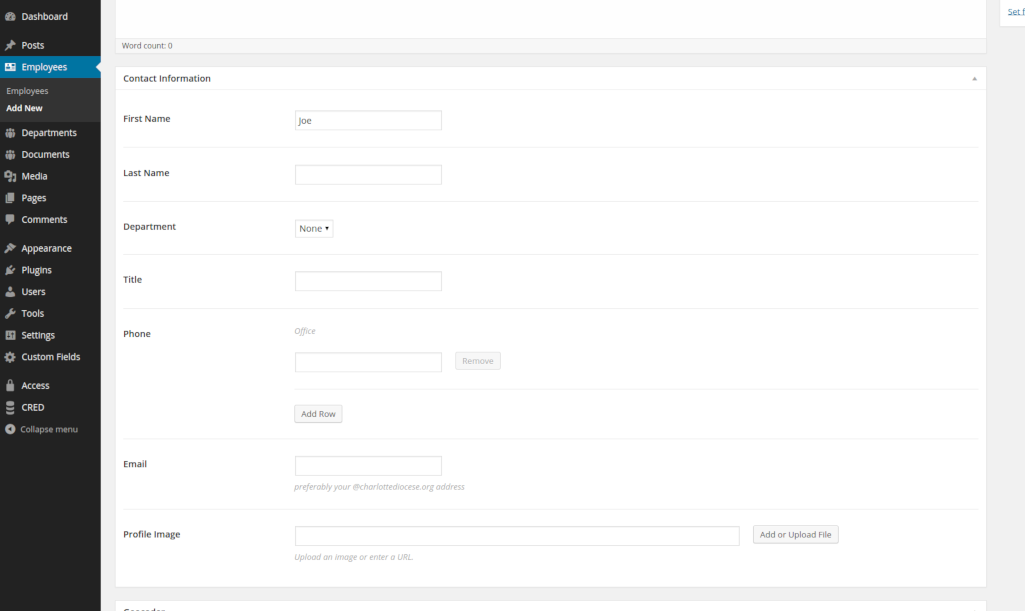 Dashboard
Posts
Employees
Employees
Add New
Departments
Documents
Media
Pages
Comments
Appearance
Plugins
Users
Tools
Settings
Custom Fields
Access
CRED
Collapse menu
Word count: 0
Contact Information
First Name
Joe
Last Name
Department
None
Title
Phone
Office
Remove
Add Row
Email
preferably your @charlottediocese.org address
Profile Image
Add or Upload File
Upload an image or enter a URL.
Set f